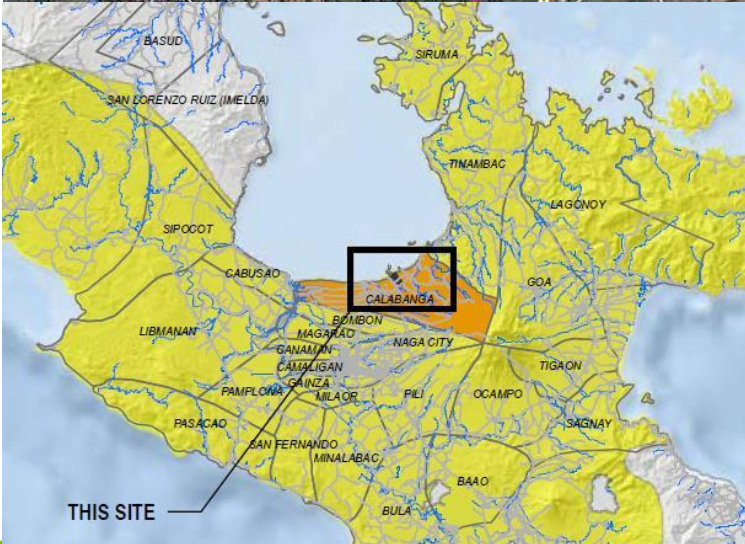 BASUD
SIRUMA
SAN LORENZO RUIZ (IMELDA)
TINAMBAC
LAGONOY
SIPOCOT
CABUSAO
GOA
CALABANGA
BOMBON
LIBMANAN
MAGARAO
NAGA CITY
CANAMAN
CAMALIGAN
TIGAON
GAINZA
PAMPLONA
MILAOR
PILI
OCAMPO
PASACAO
SAGNAY
SAN FERNANDO
MINALABAC
BAAO
THIS SITE
BULA